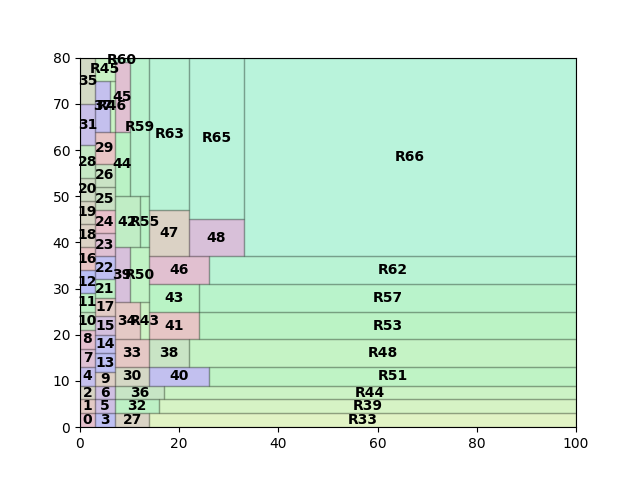 80 R60
R45
35
45
70 37 R46
31 R59 R63
R65
60 29 R66
28 44
26
20
50 25
19
24 42 R55
18 47 48
40 23
16
22 46 R62
39 R50
12
30 21
11 43 R57
17
10 34 R43
15 41 R53
20
8
14
33 38 R48
7
13
4 30 40 R51
10 9
2 6 36 R44
1 5 32 R39
0 0 3 27 R33
0 20 40 60 80 100